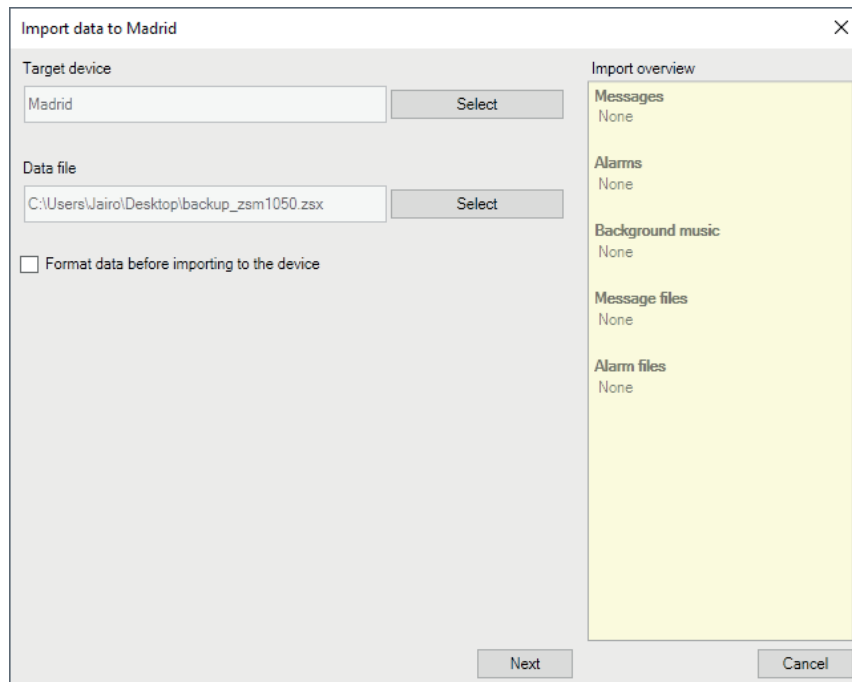 Import data to Madrid
Target device
Madrid
Select
Data file
C:\Users\Jairo\Desktop\backup_zsm1050.zsx
Select
Format data before importing to the device
Import overview
Messages
None
Alarms
None
Background music
None
Message files
None
Alarm files
None
Next
Cancel